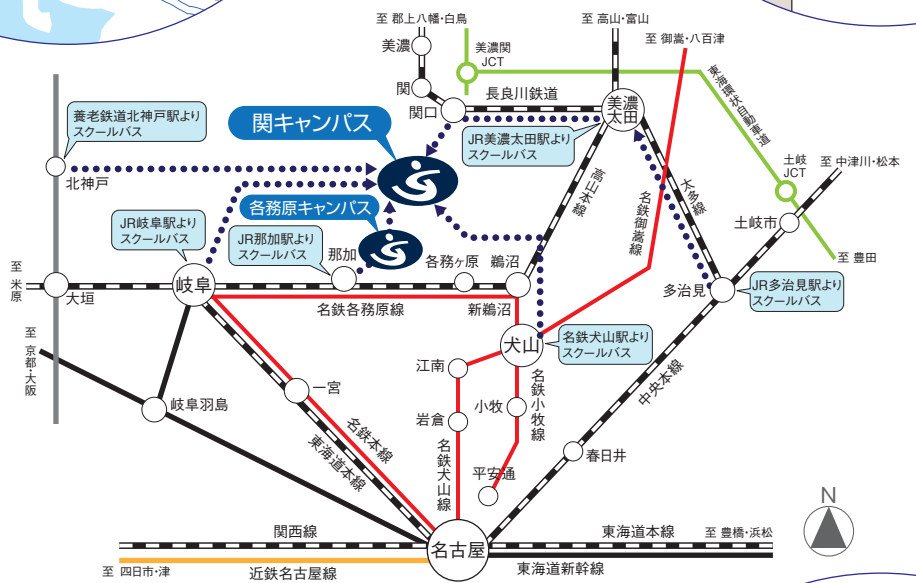 至 郡上八幡・白鳥
至 高山・富山
至 御嵩・八百津
美濃
美濃関
JCT
東海環状自動車道
関
長良川鉄道
関口
美濃
太田
養老鉄道北神戸駅より
スクールバス
関キャンパス
JR美濃太田駅より
スクールバス
土岐
JCT
至 中津川・松本
北神戸
高山本線
名鉄御嵩線
太多線
各務原キャンパス
土岐市
JR岐阜駅より
スクールバス
JR那加駅より
スクールバス
那加
各務ヶ原
鵜沼
至 豊田
至 米原
大垣
岐阜
名鉄各務原線
新鵜沼
多治見
JR多治見駅より
スクールバス
至 京都・大阪
犬山
名鉄犬山駅より
スクールバス
江南
一宮
名鉄小牧線
中央本線
岐阜羽島
岩倉
小牧
名鉄本線
東海道本線
名鉄犬山線
平安通
春日井
N
関西線
名古屋
東海道本線
至 豊橋・浜松
至 四日市・津
近鉄名古屋線
東海道新幹線